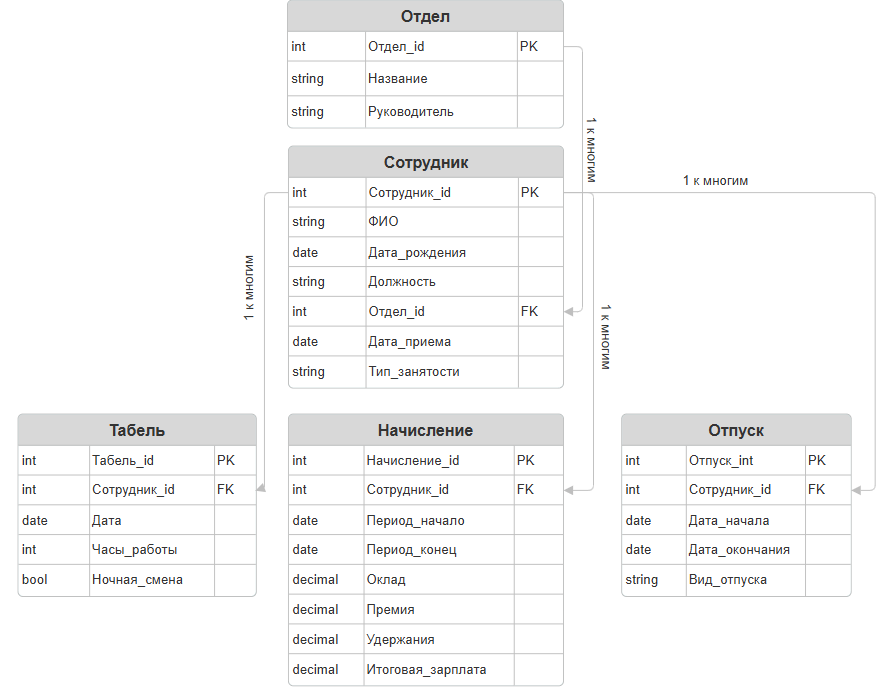 Отдел
int Отдел_id PK
string Название
string Руководитель
1 к многим
Сотрудник
int Сотрудник_id PK
string ФИО
date Дата_рождения
string Должность
int Отдел_id FK
date Дата_приема
string Тип_занятости
1 к многим
1 к многим
1 к многим
Табель
int Табель_id PK
int Сотрудник_id FK
date Дата
int Часы_работы
bool Ночная_смена
Начисление
int Начисление_id PK
int Сотрудник_id FK
date Период_начало
date Период_конец
decimal Оклад
decimal Премия
decimal Удержания
decimal Итоговая_зарплата
Отпуск
int Отпуск_int PK
int Сотрудник_id FK
date Дата_начала
date Дата_окончания
string Вид_отпуска